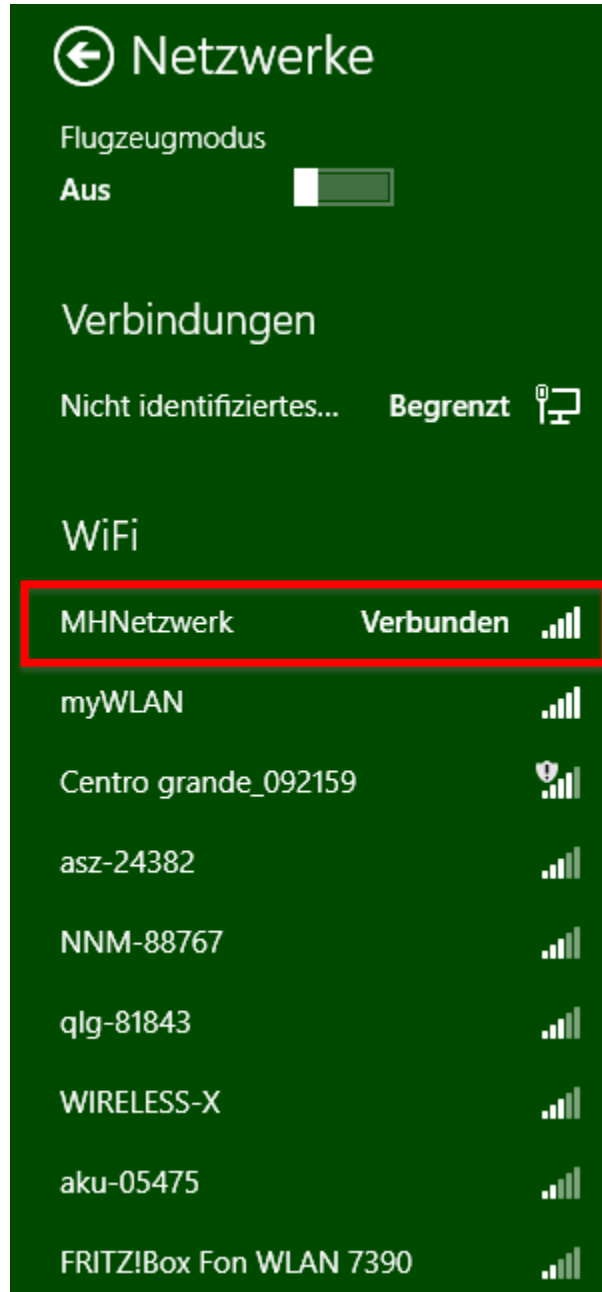 Netzwerke
Flugzeugmodus
Aus
Verbindungen
Nicht identifiziertes... Begrenzt
WiFi
MHNetzwerk Verbunden
myWLAN
Centro grande_092159
asz-24382
NNM-88767
qlg-81843
WIRELESS-X
aku-05475
FRITZ!Box Fon WLAN 7390